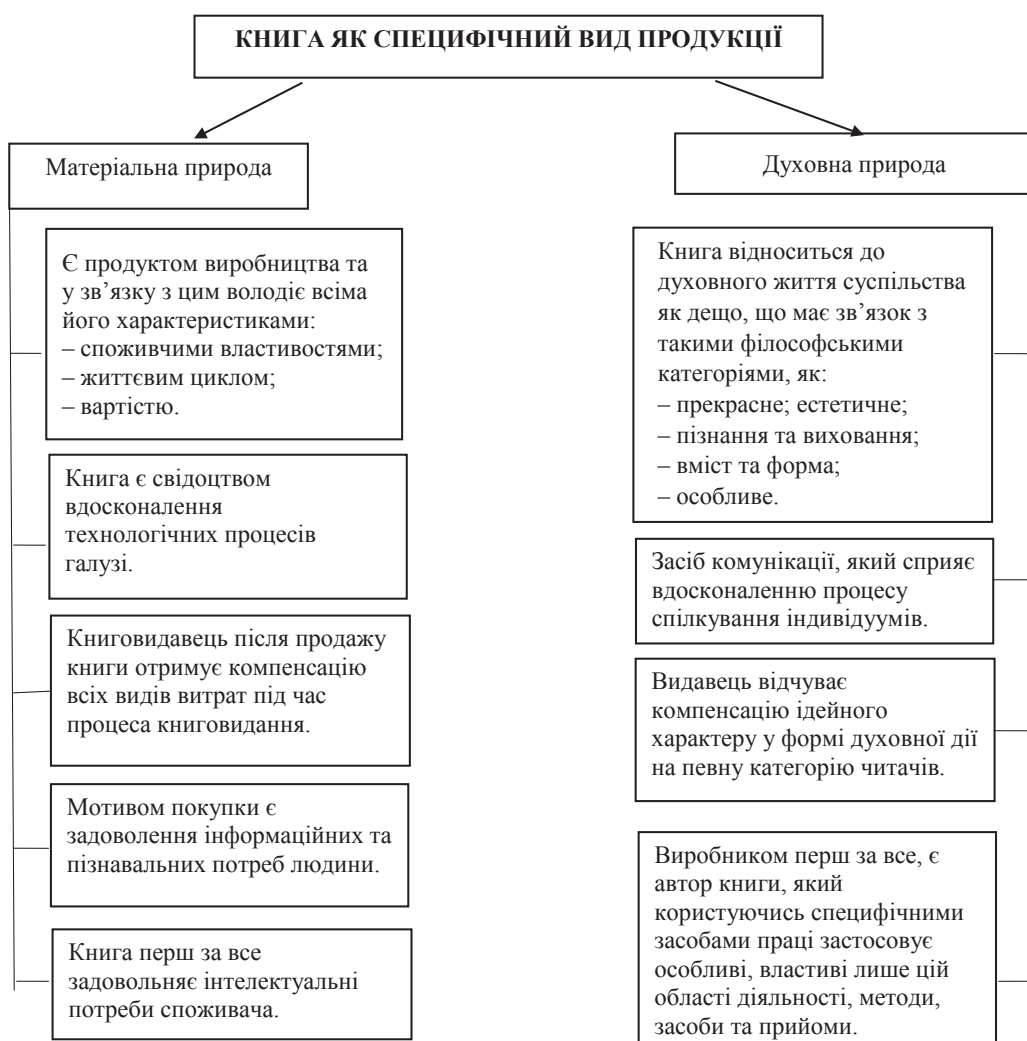 КНИГА ЯК СПЕЦИФІЧНИЙ ВИД ПРОДУКЦІЇ
Матеріальна природа
Є продуктом виробництва та
у зв’язку з цим володіє всіма
його характеристиками:
– споживчими властивостями;
– життєвим циклом;
– вартістю.
Книга є свідоцтвом
вдосконалення
технологічних процесів
галузі.
Книговидавець після продажу
книги отримує компенсацію
всіх видів витрат під час
процеса книговидання.
Мотивом покупки є
задоволення інформаційних та
пізнавальних потреб людини.
Книга перш за все
задовольняє інтелектуальні
потреби споживача.
Духовна природа
Книга відноситься до
духовного життя суспільства
як дещо, що має зв’язок з
такими філософськими
категоріями, як:
– прекрасне; естетичне;
– пізнання та виховання;
– вміст та форма;
– особливе.
Засіб комунікації, який сприяє
вдосконаленню процесу
спілкування індивідуумів.
Видавець відчуває
компенсацію ідейного
характеру у формі духовної дії
на певну категорію читачів.
Виробником перш за все, є
автор книги, який
користуючись специфічними
засобами праці застосовує
особливі, властиві лише цій
області діяльності, методи,
засоби та прийоми.